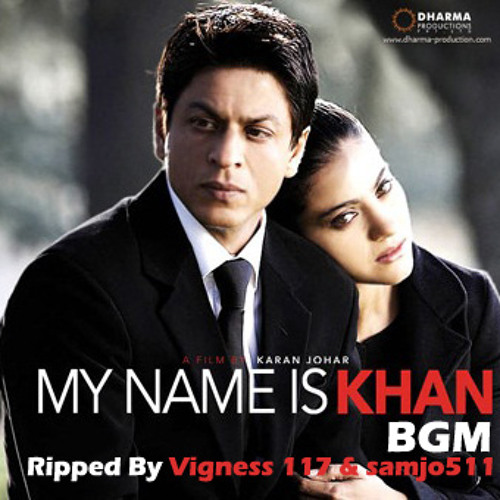 DHARMA
PRODUCTIONS
www.dharma-production.com
A FILM BY KARAN JOHAR
MY NAME IS KHAN
BGM
Ripped By Vigness 117 & samjo511